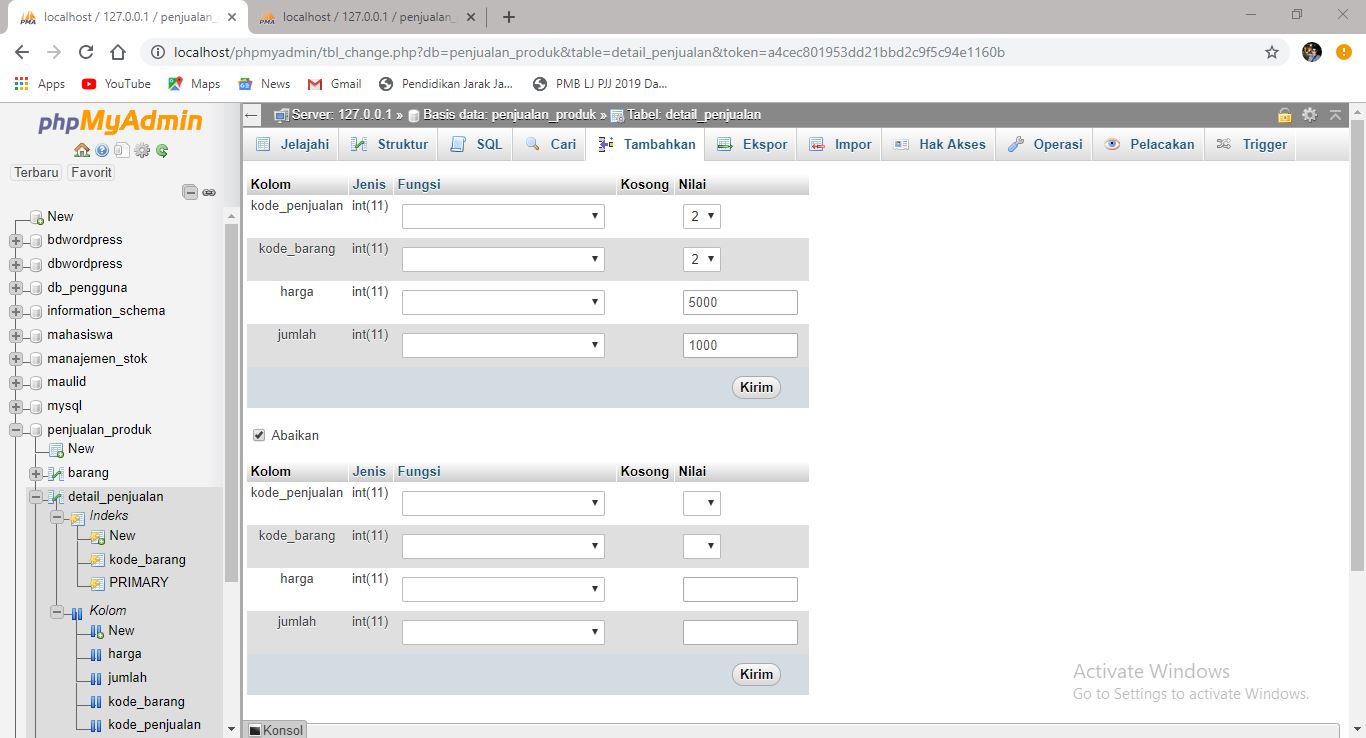 localhost / 127.0.0.1 / penjualan_
localhost / 127.0.0.1 / penjualan_
localhost/phpmyadmin/tbl_change.php?db=penjualan_produk&table=detail_penjualan&token=a4cec801953dd21bbd2c9f5c94e1160b
Apps YouTube Maps News Gmail Pendidikan Jarak Ja... PMB LJ PJJ 2019 Da...
phpMyAdmin
Terbaru Favorit
New
bdwordpress
dbwordpress
db_pengguna
information_schema
mahasiswa
manajemen_stok
maulid
mysql
penjualan_produk
New
barang
detail_penjualan
Indeks
New
kode_barang
PRIMARY
Kolom
New
harga
jumlah
kode_barang
kode_penjualan
Server: 127.0.0.1 » Basis data: penjualan_produk » Tabel: detail_penjualan
Jelajahi Struktur SQL Cari Tambahkan Ekspor Impor Hak Akses Operasi Pelacakan Trigger
Kolom Jenis Fungsi Kosong Nilai
kode_penjualan int(11) 2
kode_barang int(11) 2
harga int(11) 5000
jumlah int(11) 1000
Kirim
Abaikan
Kolom Jenis Fungsi Kosong Nilai
kode_penjualan int(11)
kode_barang int(11)
harga int(11)
jumlah int(11)
Kirim
Konsol
Activate Windows
Go to Settings to activate Windows.